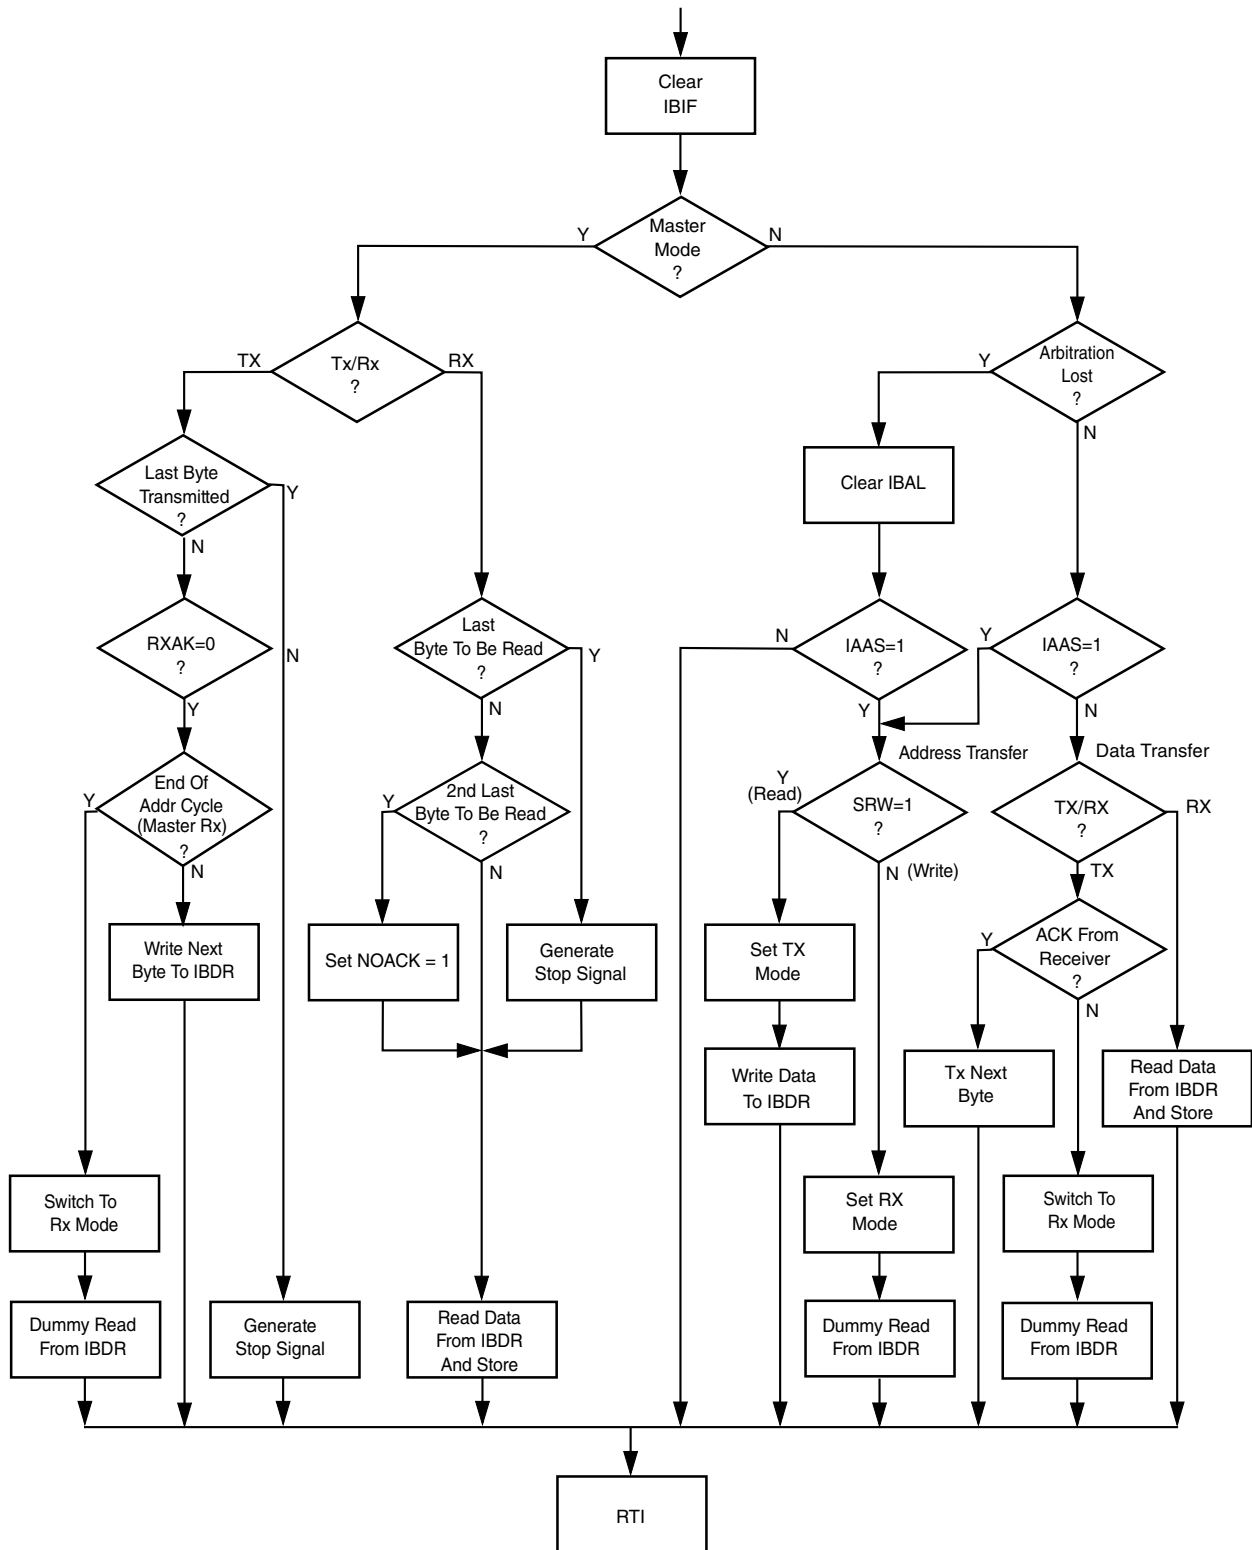 Clear
IBIF
Master
Mode
?
Y
N
Tx/Rx
?
TX
RX
Arbitration
Lost
?
Y
N
Last Byte
Transmitted
?
Y
N
Clear IBAL
RXAK=0
?
N
Y
Last
Byte To Be Read
?
Y
N
IAAS=1
?
N
Y
IAAS=1
?
Y
N
Address Transfer
Data Transfer
End Of
Addr Cycle
(Master Rx)
?
Y
N
2nd Last
Byte To Be Read
?
Y
N
Y
(Read)
SRW=1
?
N (Write)
TX/RX
?
RX
TX
Write Next
Byte To IBDR
Set NOACK = 1
Generate
Stop Signal
Set TX
Mode
ACK From
Receiver
?
Y
N
Write Data
To IBDR
Tx Next
Byte
Read Data
From IBDR
And Store
Switch To
Rx Mode
Set RX
Mode
Switch To
Rx Mode
Dummy Read
From IBDR
Generate
Stop Signal
Read Data
From IBDR
And Store
Dummy Read
From IBDR
Dummy Read
From IBDR
RTI